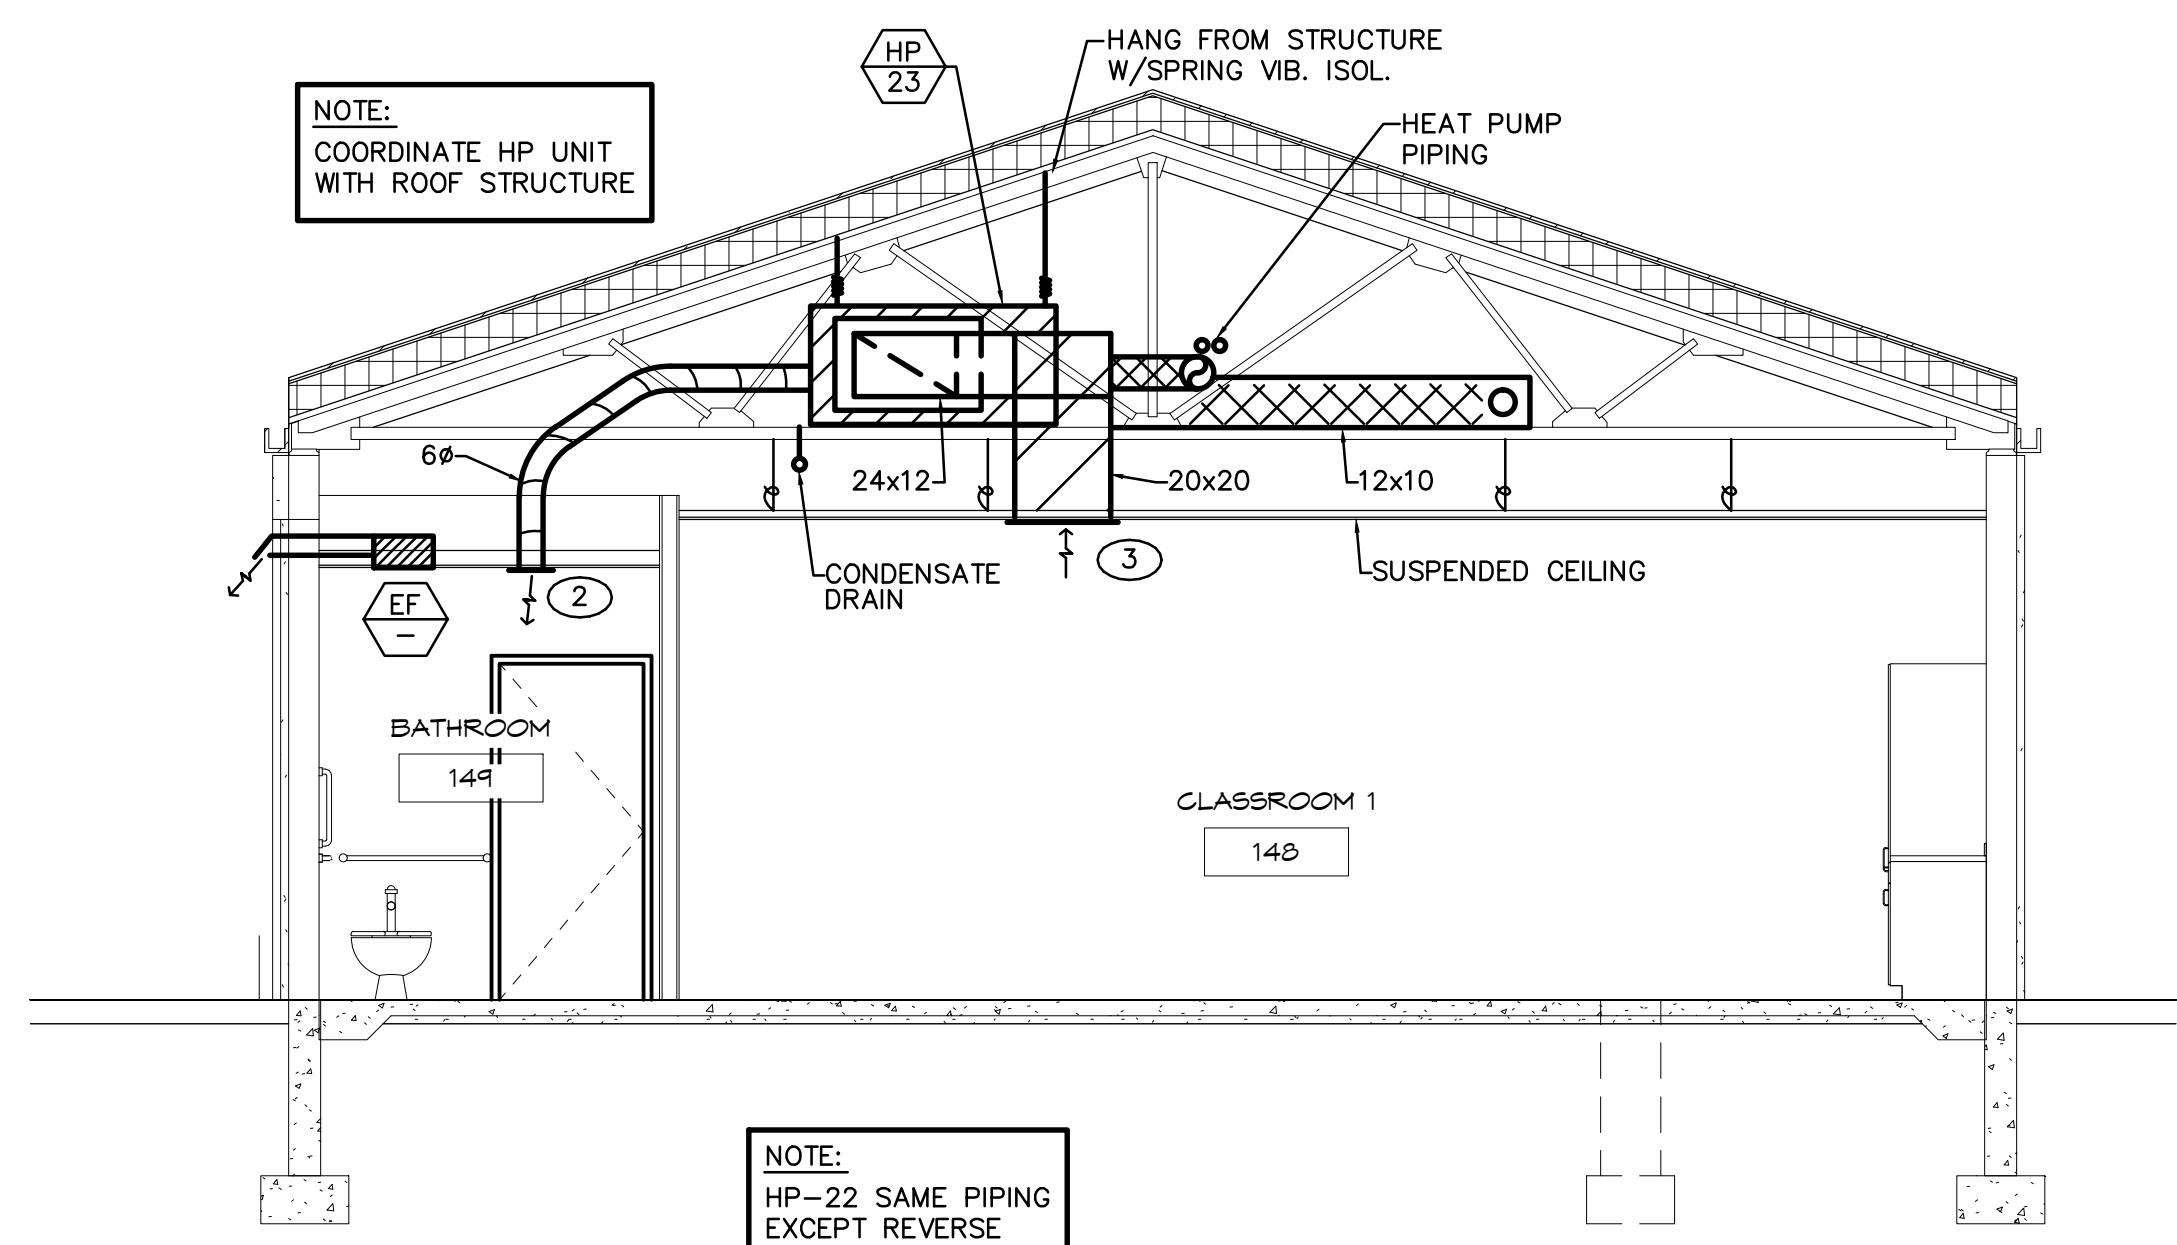 HP
23
HANG FROM STRUCTURE
W/SPRING VIB. ISOL.
NOTE:
COORDINATE HP UNIT
WITH ROOF STRUCTURE
HEAT PUMP
PIPING
6ø
24x12
20x20
12x10
CONDENSATE
DRAIN
3
SUSPENDED CEILING
EF
–
2
BATHROOM
149
CLASSROOM 1
148
NOTE:
HP-22 SAME PIPING
EXCEPT REVERSE